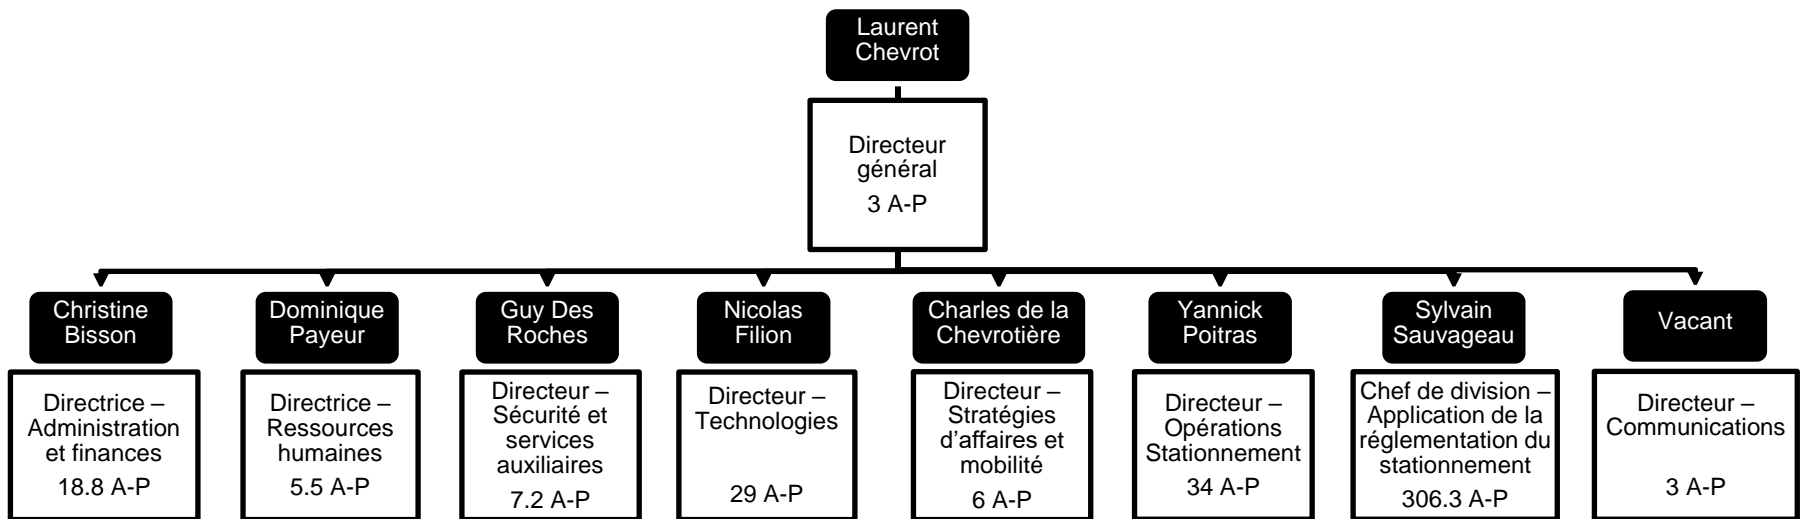 Laurent
Chevrot
Directeur
général
3 A-P
Christine
Bisson
Directrice –
Administration
et finances
18.8 A-P
Dominique
Payeur
Directrice –
Ressources
humaines
5.5 A-P
Guy Des
Roches
Directeur –
Sécurité et
services
auxiliaires
7.2 A-P
Nicolas
Filion
Directeur –
Technologies
29 A-P
Charles de la
Chevrotière
Directeur –
Stratégies
d’affaires et
mobilité
6 A-P
Yannick
Poitras
Directeur –
Opérations
Stationnement
34 A-P
Sylvain
Sauvageau
Chef de division –
Application de la
réglementation du
stationnement
306.3 A-P
Vacant
Directeur –
Communications
3 A-P